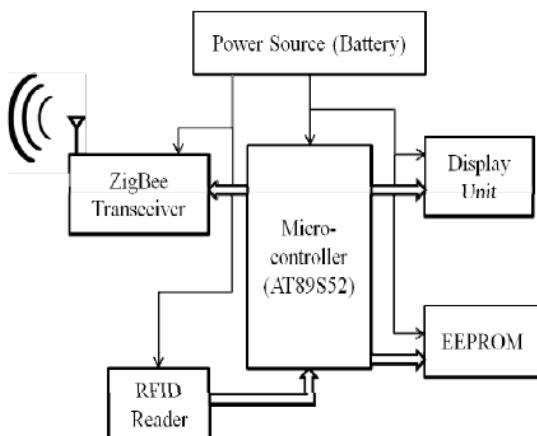 Power Source (Battery)
ZigBee
Transceiver
Display
Unit
Micro-
controller
(AT89S52)
EEPROM
RFID
Reader